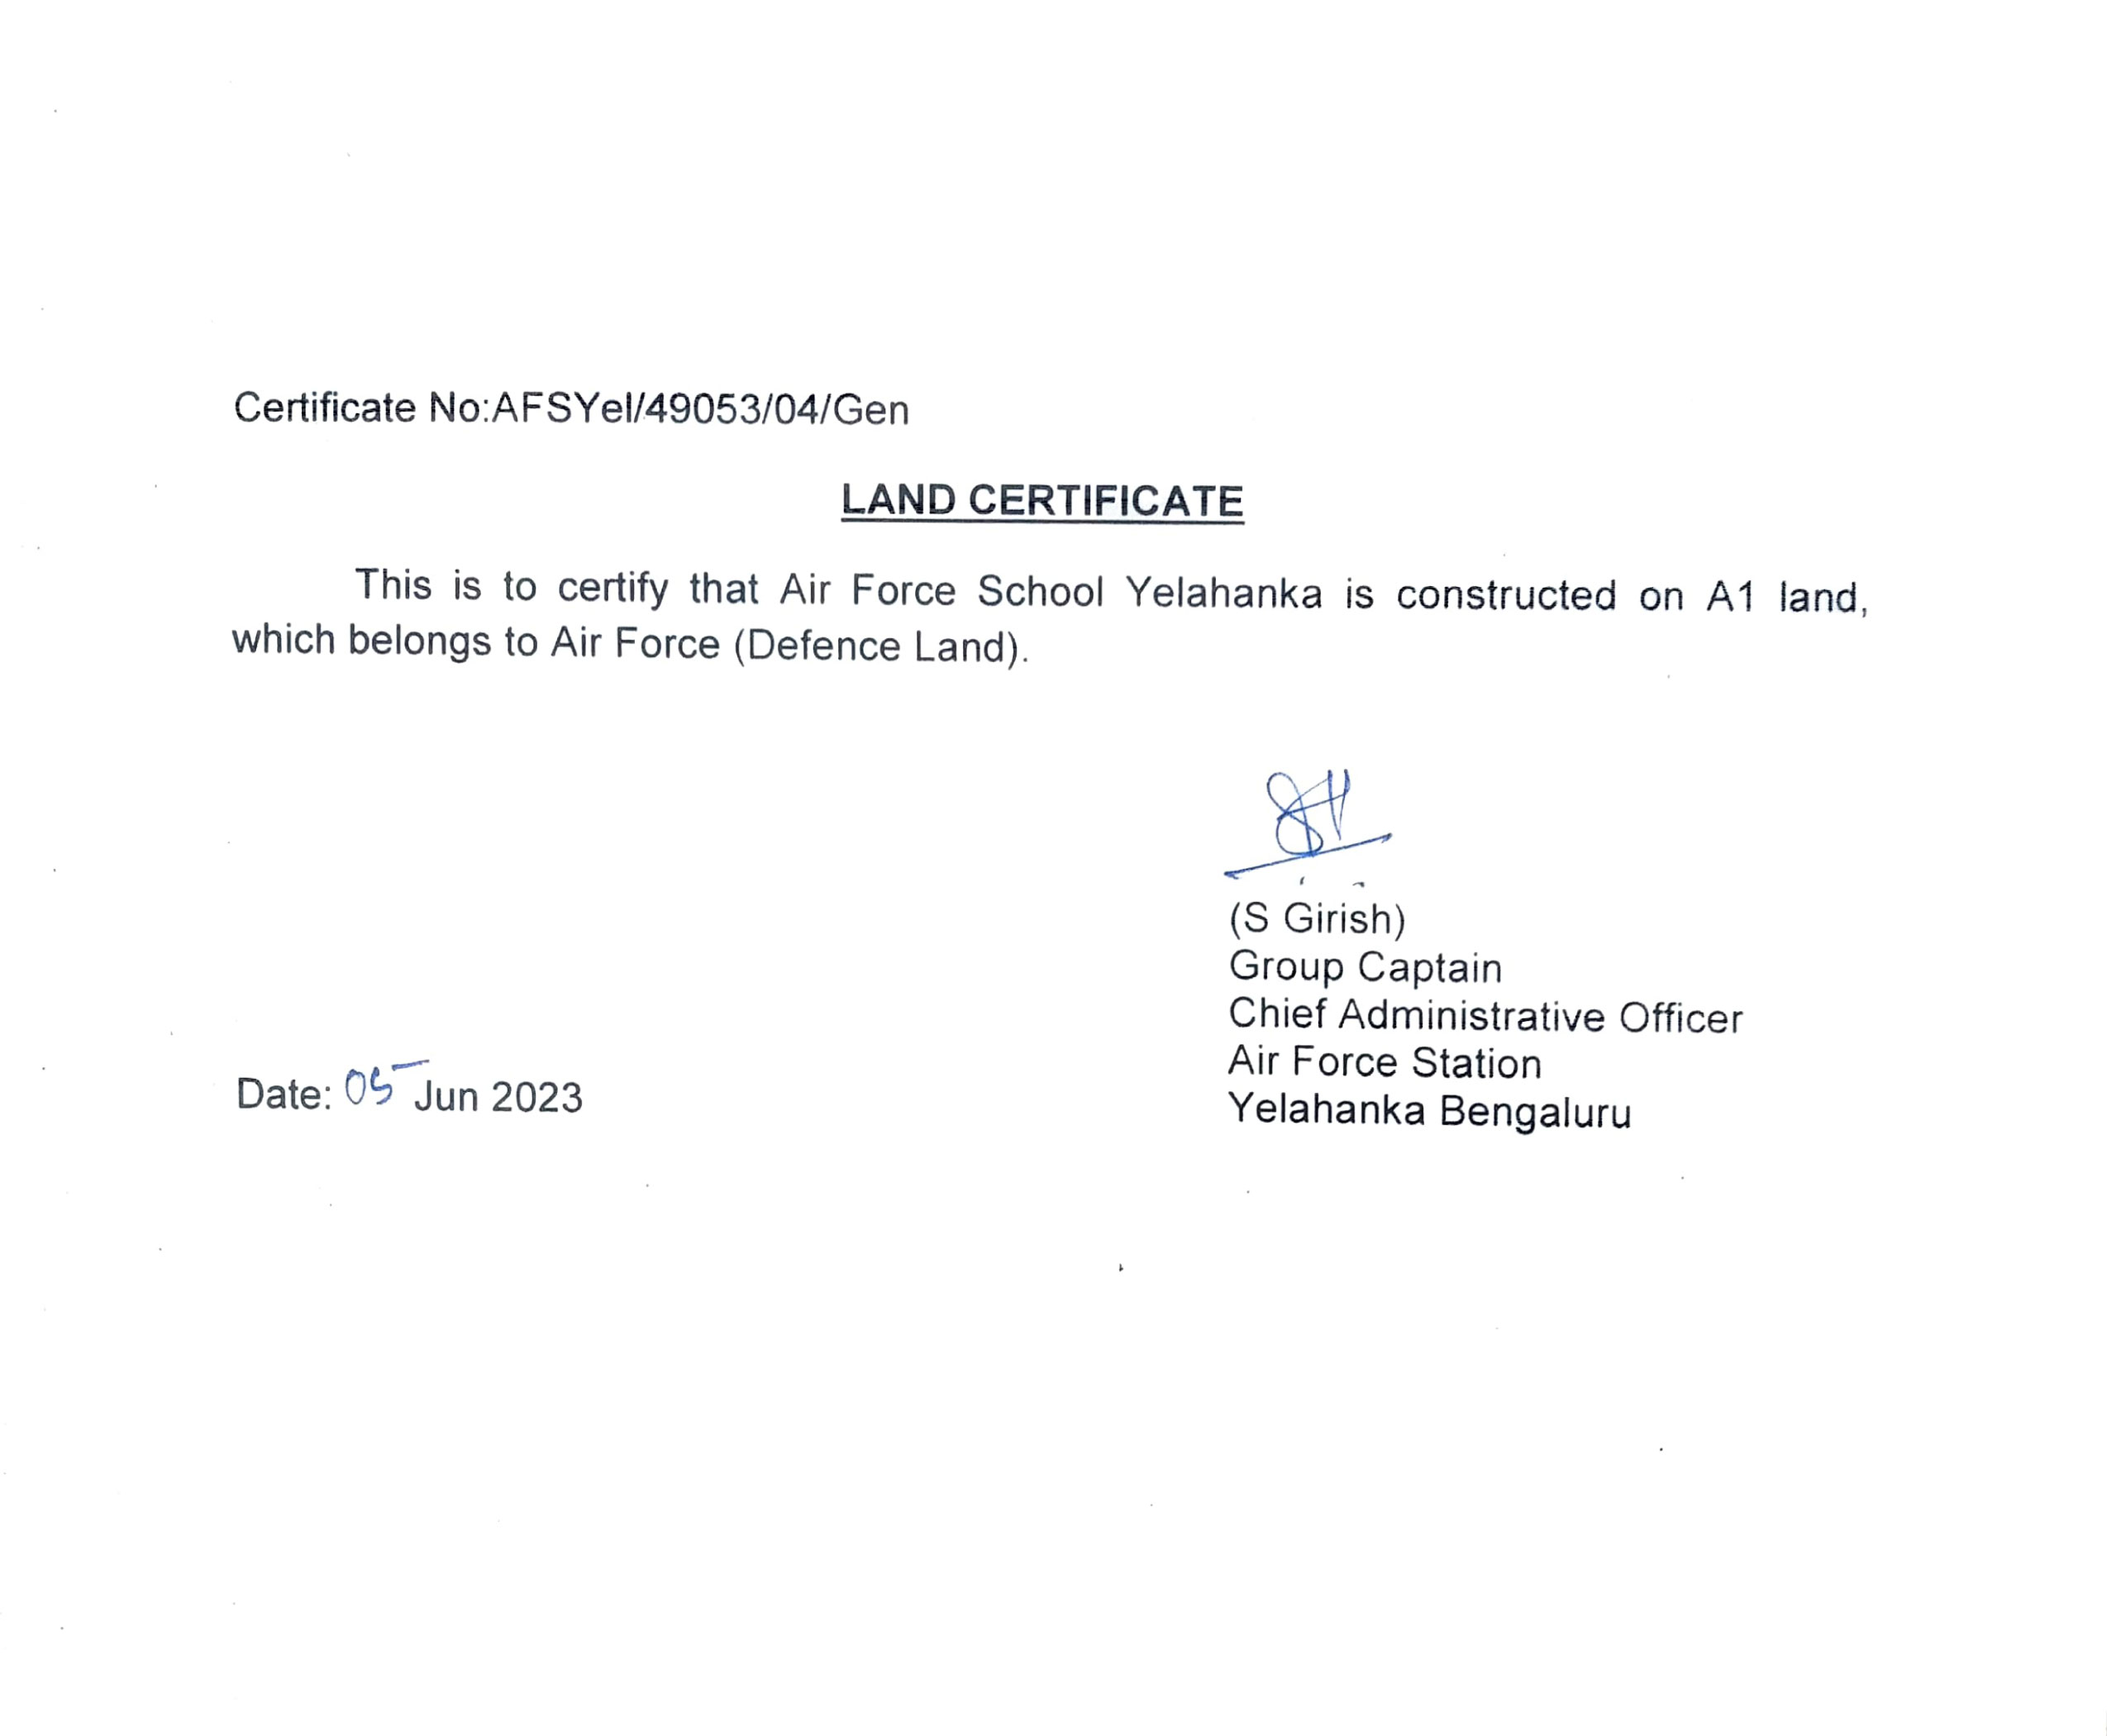 Certificate No:AFSYel/49053/04/Gen
LAND CERTIFICATE
This is to certify that Air Force School Yelahanka is constructed on A1 land,
which belongs to Air Force (Defence Land).
(S Girish)
Group Captain
Chief Administrative Officer
Air Force Station
Yelahanka Bengaluru
Date: 05 Jun 2023